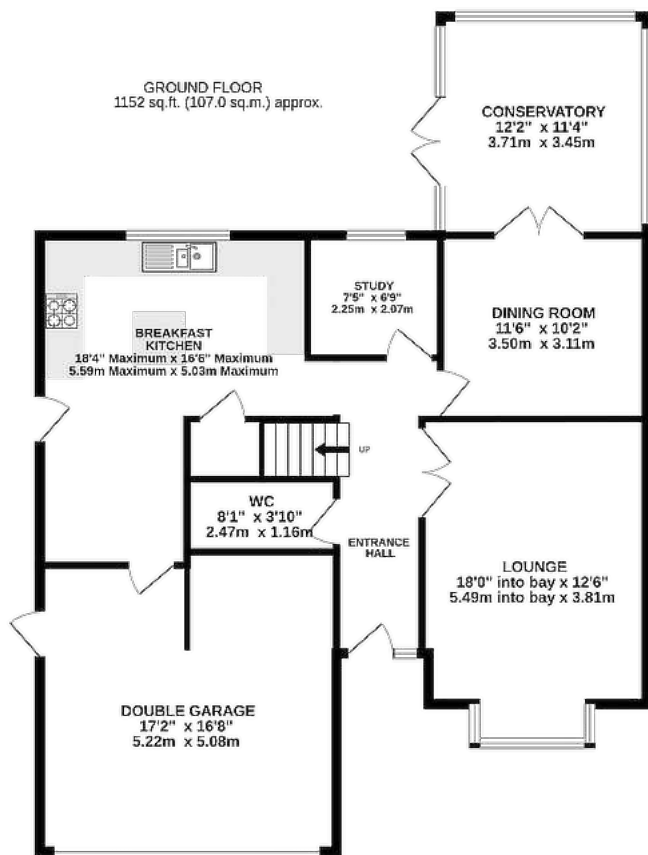 GROUND FLOOR
1152 sq.ft. (107.0 sq.m.) approx.
CONSERVATORY
12'2" x 11'4"
3.71m x 3.45m
STUDY
7'5" x 6'9"
2.25m x 2.07m
DINING ROOM
11'6" x 10'2"
3.50m x 3.11m
BREAKFAST
KITCHEN
18'4" Maximum x 16'6" Maximum
5.59m Maximum x 5.03m Maximum
UP
WC
8'1" x 3'10"
2.47m x 1.16m
ENTRANCE
HALL
LOUNGE
18'0" into bay x 12'6"
5.49m into bay x 3.81m
DOUBLE GARAGE
17'2" x 16'8"
5.22m x 5.08m